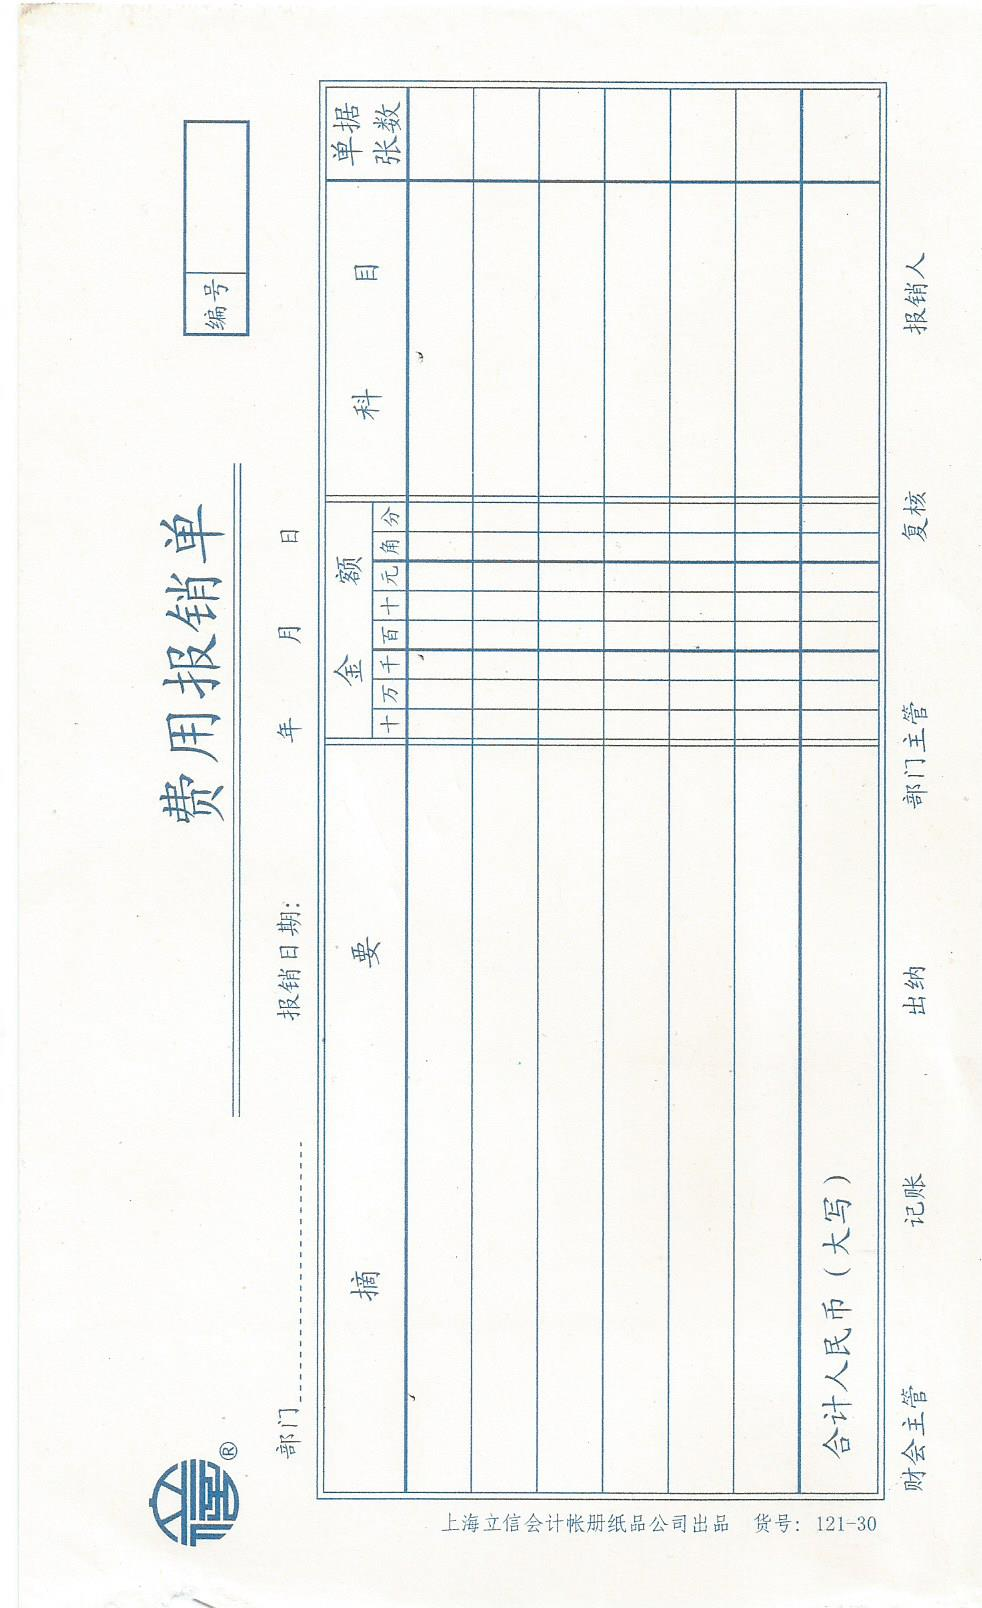 立信®
费用报销单
编号
部门 报销日期： 年 月 日
摘 要 金 额 科 目 单据张数
十 万 千 百 十 元 角 分
合计人民币（大写）
财会主管 记账 出纳 部门主管 复核 报销人
上海立信会计帐册纸品公司出品 货号：121-30